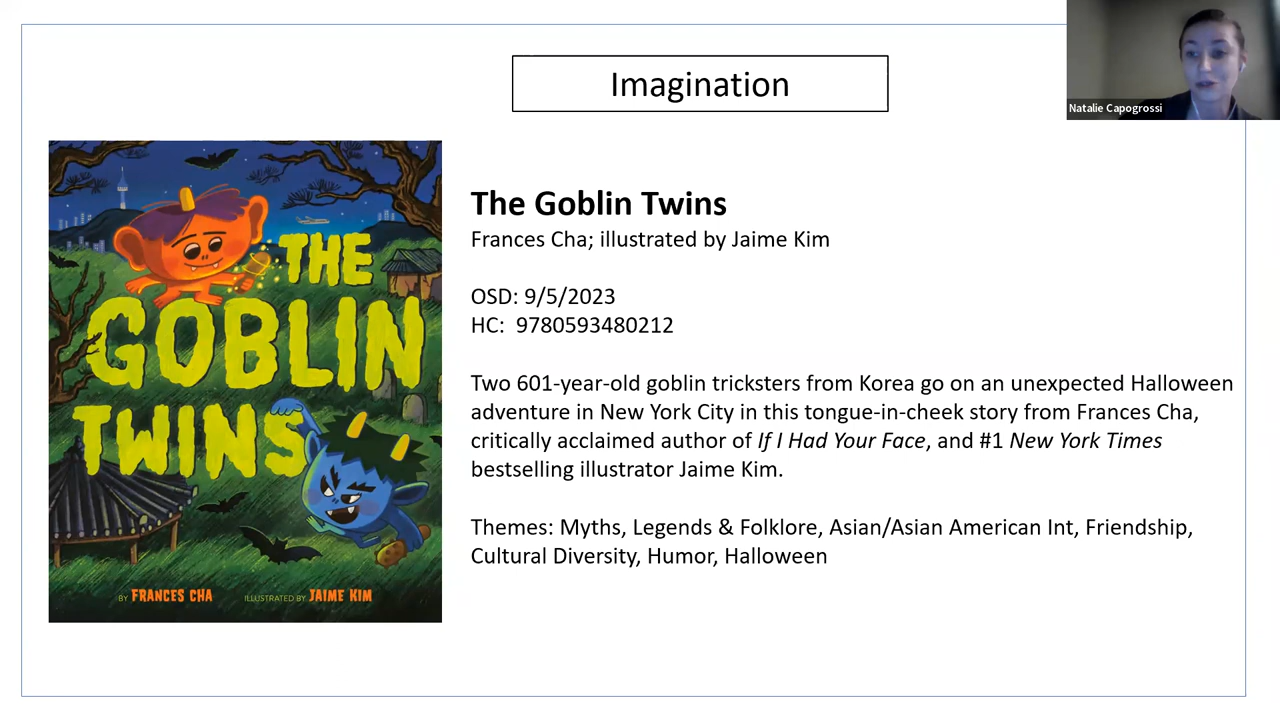 Imagination
Natalie Capogrossi
THE
GOBLIN
TWINS
BY FRANCES CHA ILLUSTRATED BY JAIME KIM
The Goblin Twins
Frances Cha; illustrated by Jaime Kim
OSD: 9/5/2023
HC: 9780593480212
Two 601-year-old goblin tricksters from Korea go on an unexpected Halloween
adventure in New York City in this tongue-in-cheek story from Frances Cha,
critically acclaimed author of If I Had Your Face, and #1 New York Times
bestselling illustrator Jaime Kim.
Themes: Myths, Legends & Folklore, Asian/Asian American Int, Friendship,
Cultural Diversity, Humor, Halloween